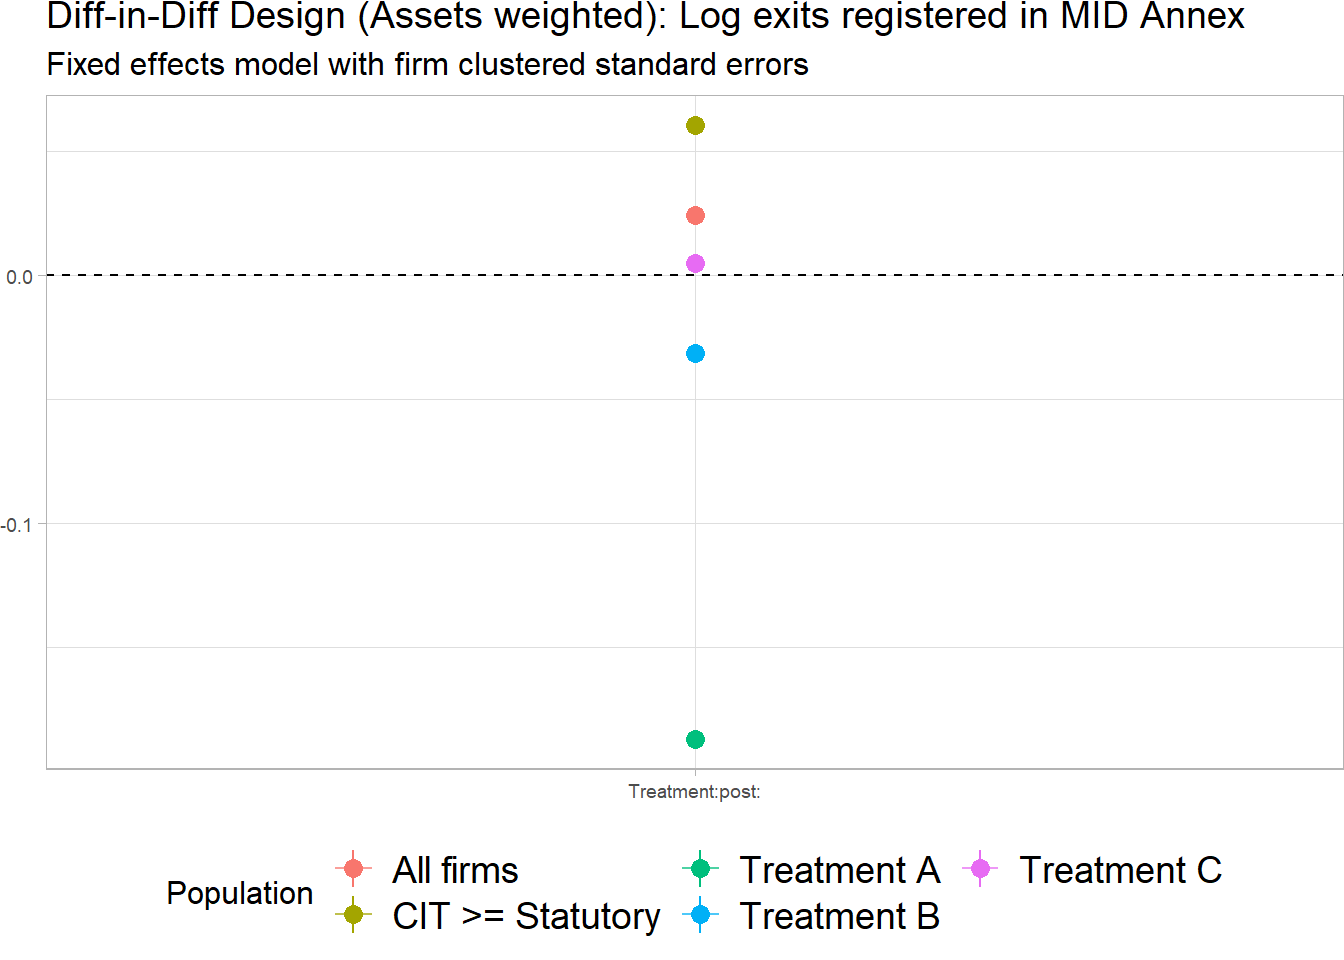 Diff-in-Diff Design (Assets weighted): Log exits registered in MID Annex
Fixed effects model with firm clustered standard errors
0.0
-0.1
Treatment:post:
Population
All firms
CIT >= Statutory
Treatment A
Treatment B
Treatment C